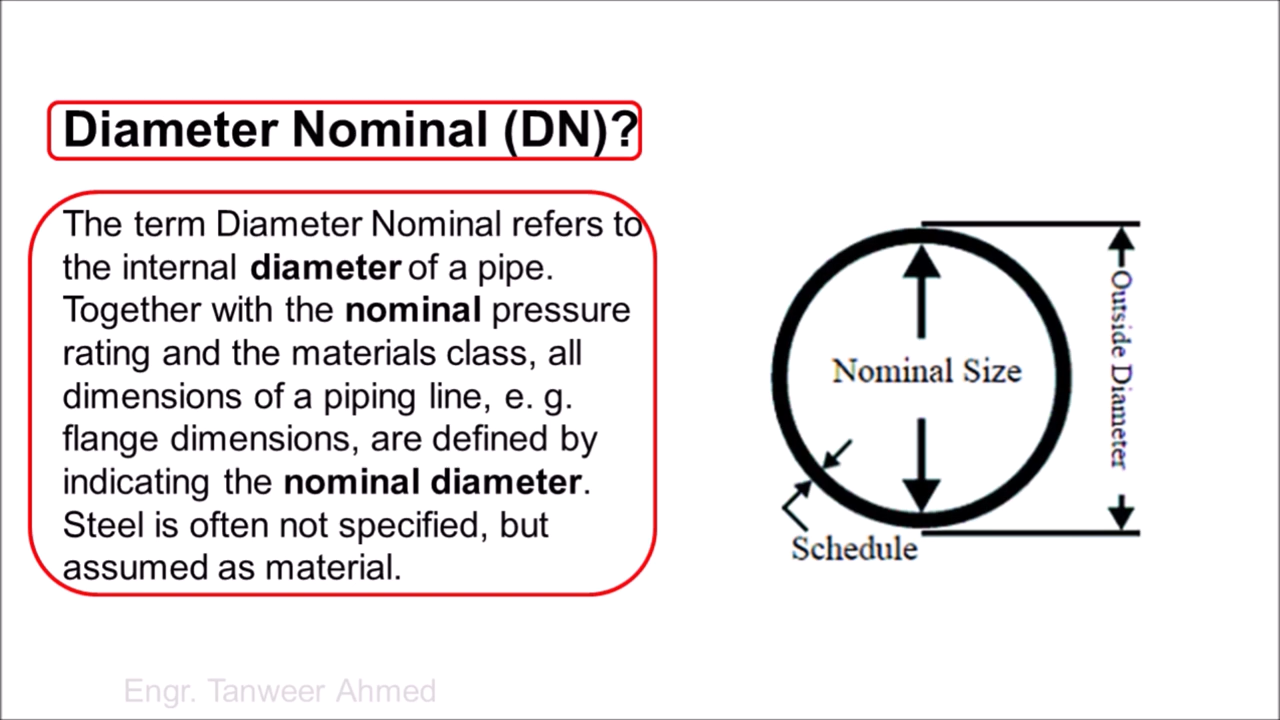 Diameter Nominal (DN)?
The term Diameter Nominal refers to
the internal diameter of a pipe.
Together with the nominal pressure
rating and the materials class, all
dimensions of a piping line, e. g.
flange dimensions, are defined by
indicating the nominal diameter.
Steel is often not specified, but
assumed as material.
Nominal Size
Schedule
Outside Diameter
Engr. Tanweer Ahmed